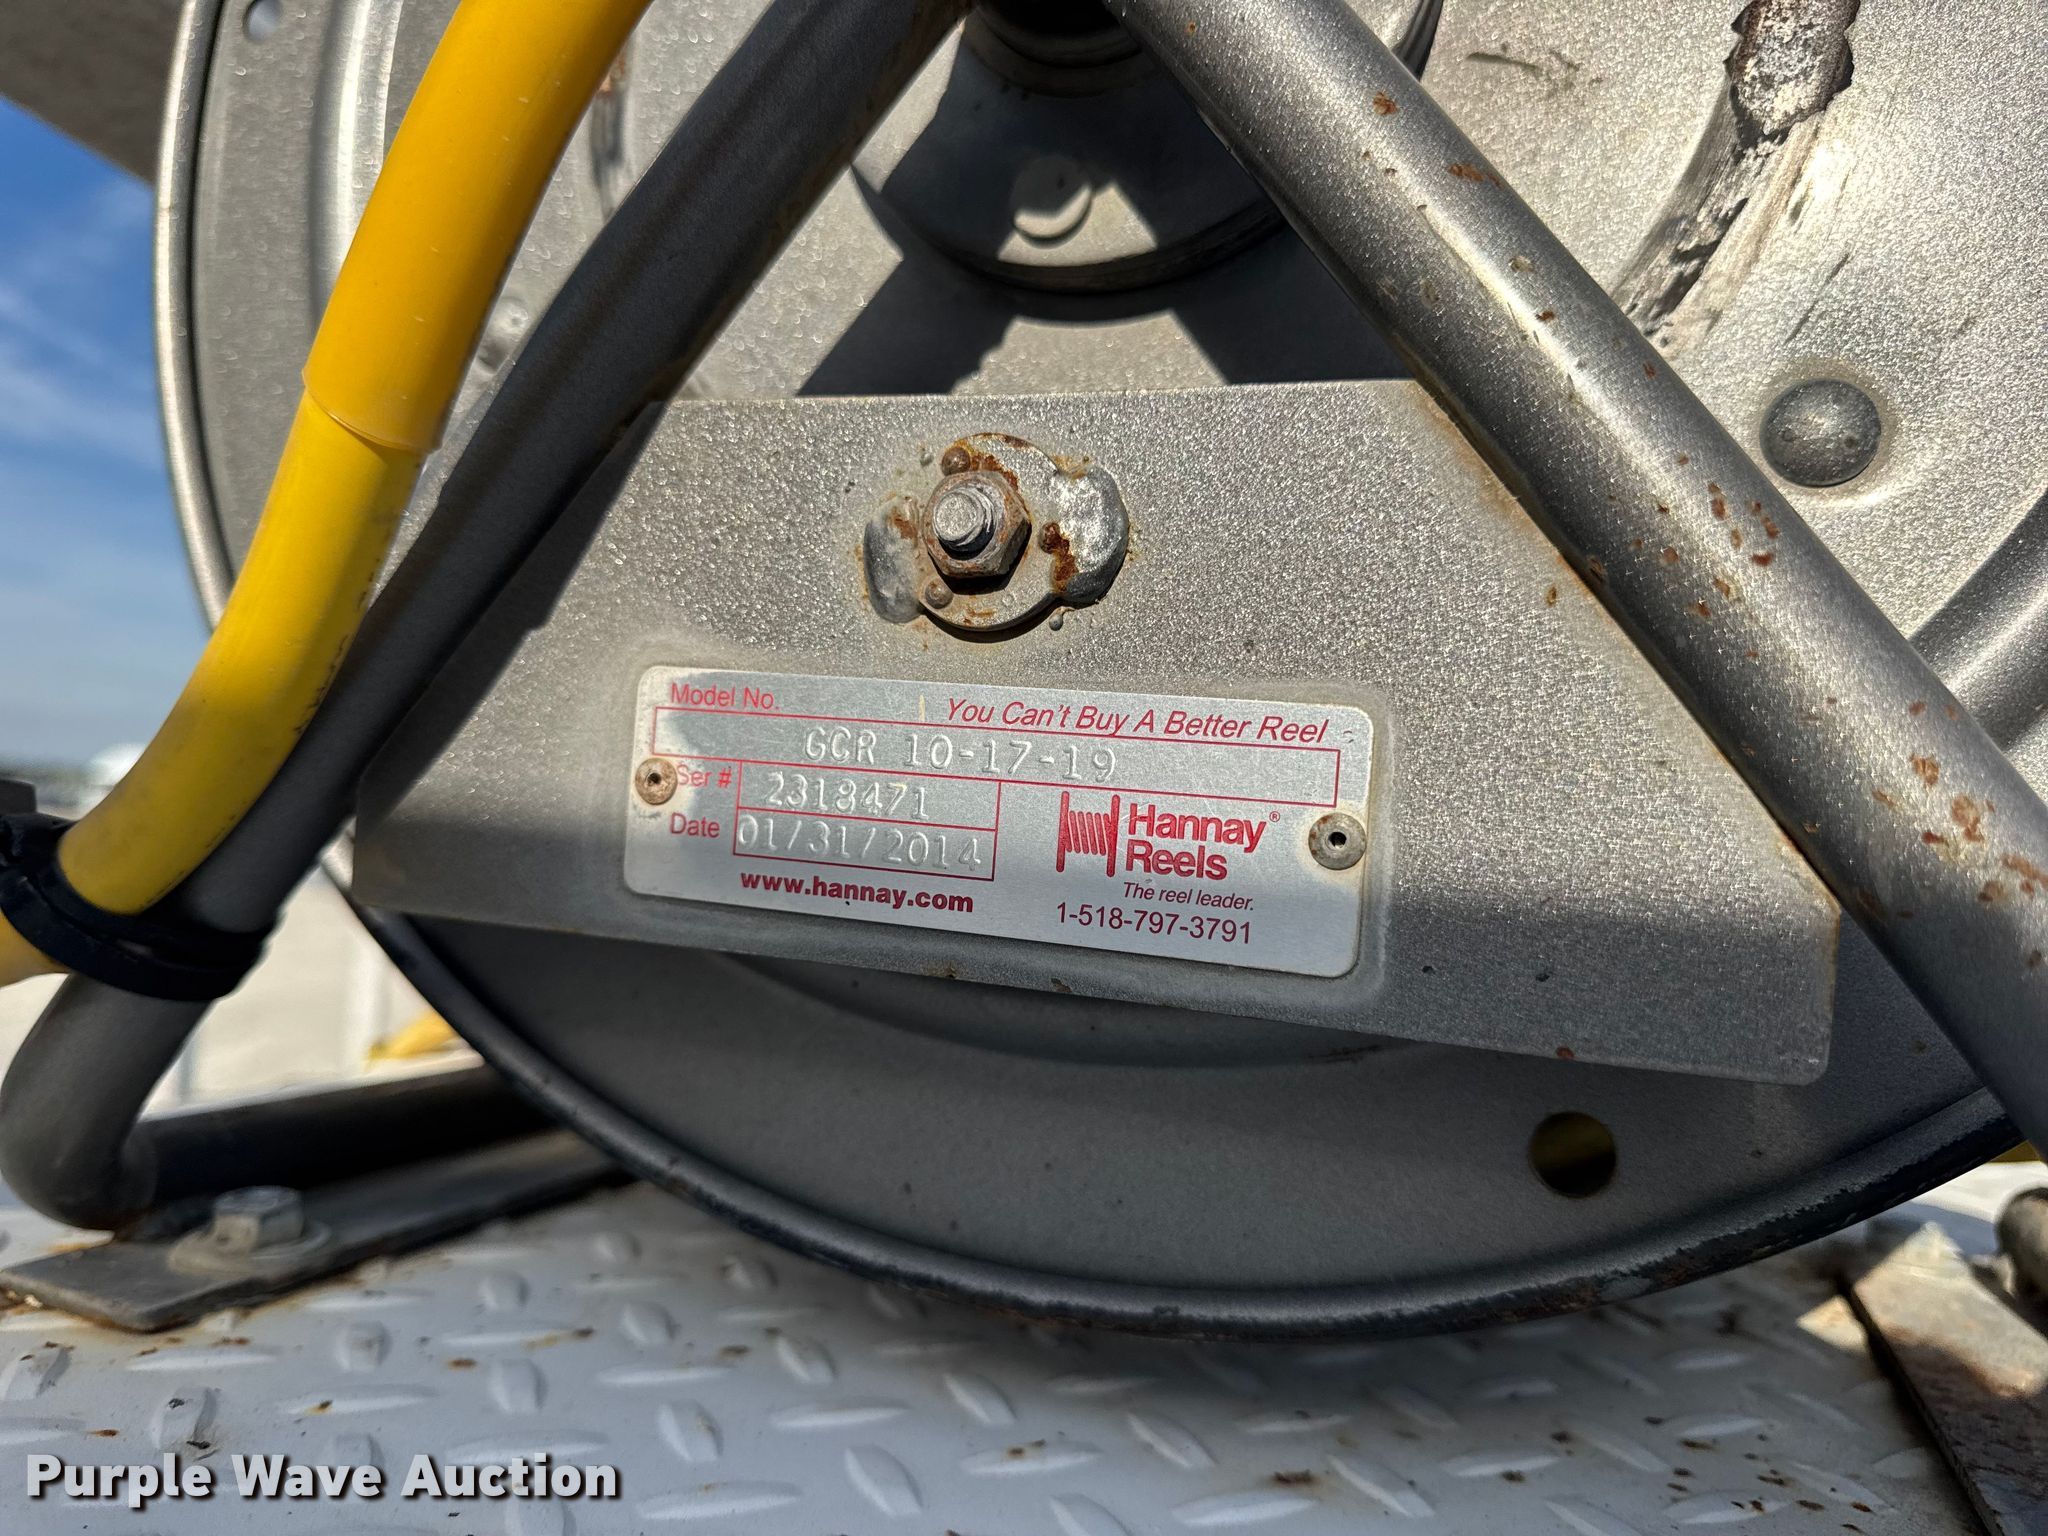 Model No.
You Can't Buy A Better Reel
GCR 10-17-19
Ser # 2318471
Date 01/31/2014
www.hannay.com
Hannay®
Reels
The reel leader.
1-518-797-3791
Purple Wave Auction